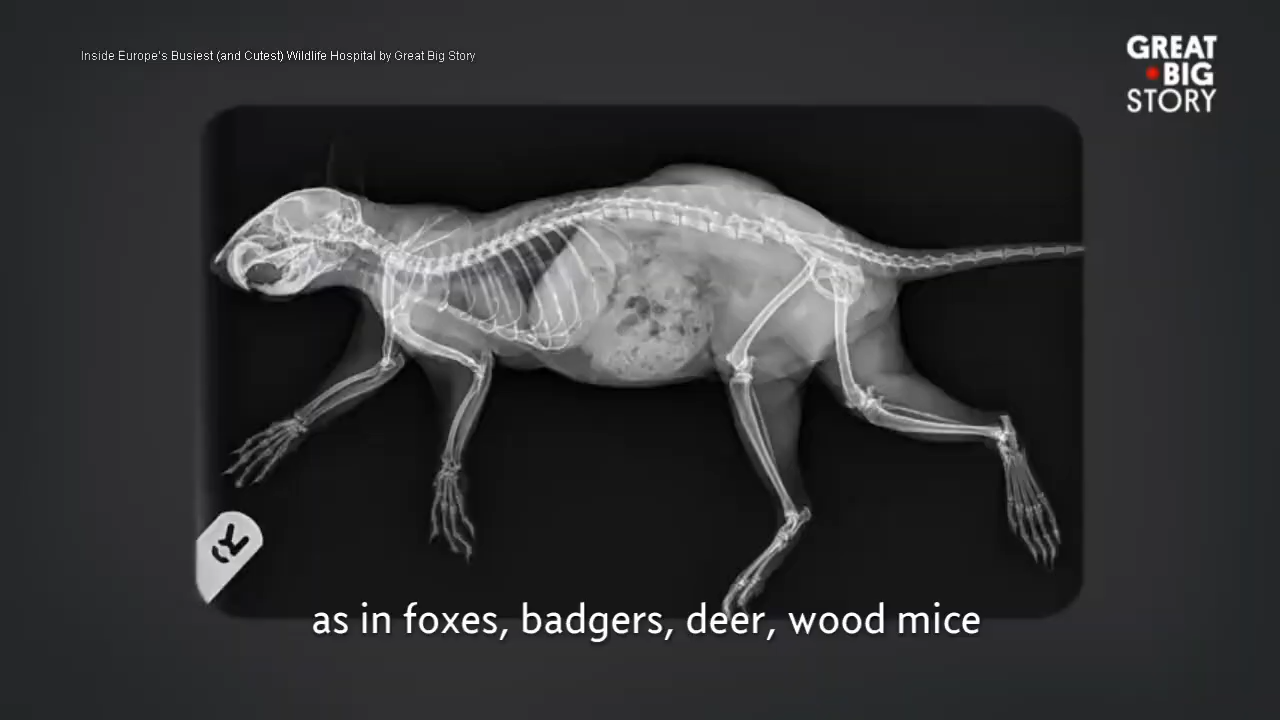 Inside Europe's Busiest (and Cutest) Wildlife Hospital by Great Big Story
GREAT
BIG
STORY
R
as in foxes, badgers, deer, wood mice